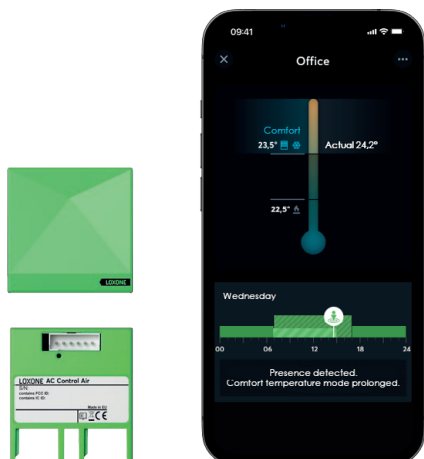 LOXONE
LOXONE AC Control Air
S/N:
contains FCC ID:
contains IC ID:
Made in EU
CE
09:41
Office
Comfort
23,5°
Actual 24,2°
22,5°
Wednesday
00 06 12 18 24
Presence detected.
Comfort temperature mode prolonged.